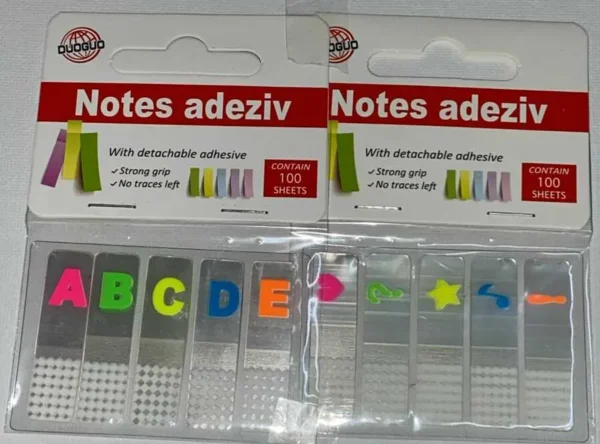 DUOGUO
Notes adeziv
With detachable adhesive
✓ Strong grip
✓ No traces left
CONTAIN
100
SHEETS
A B C D E
DUOGUO
Notes adeziv
With detachable adhesive
✓ Strong grip
✓ No traces left
CONTAIN
100
SHEETS
? !